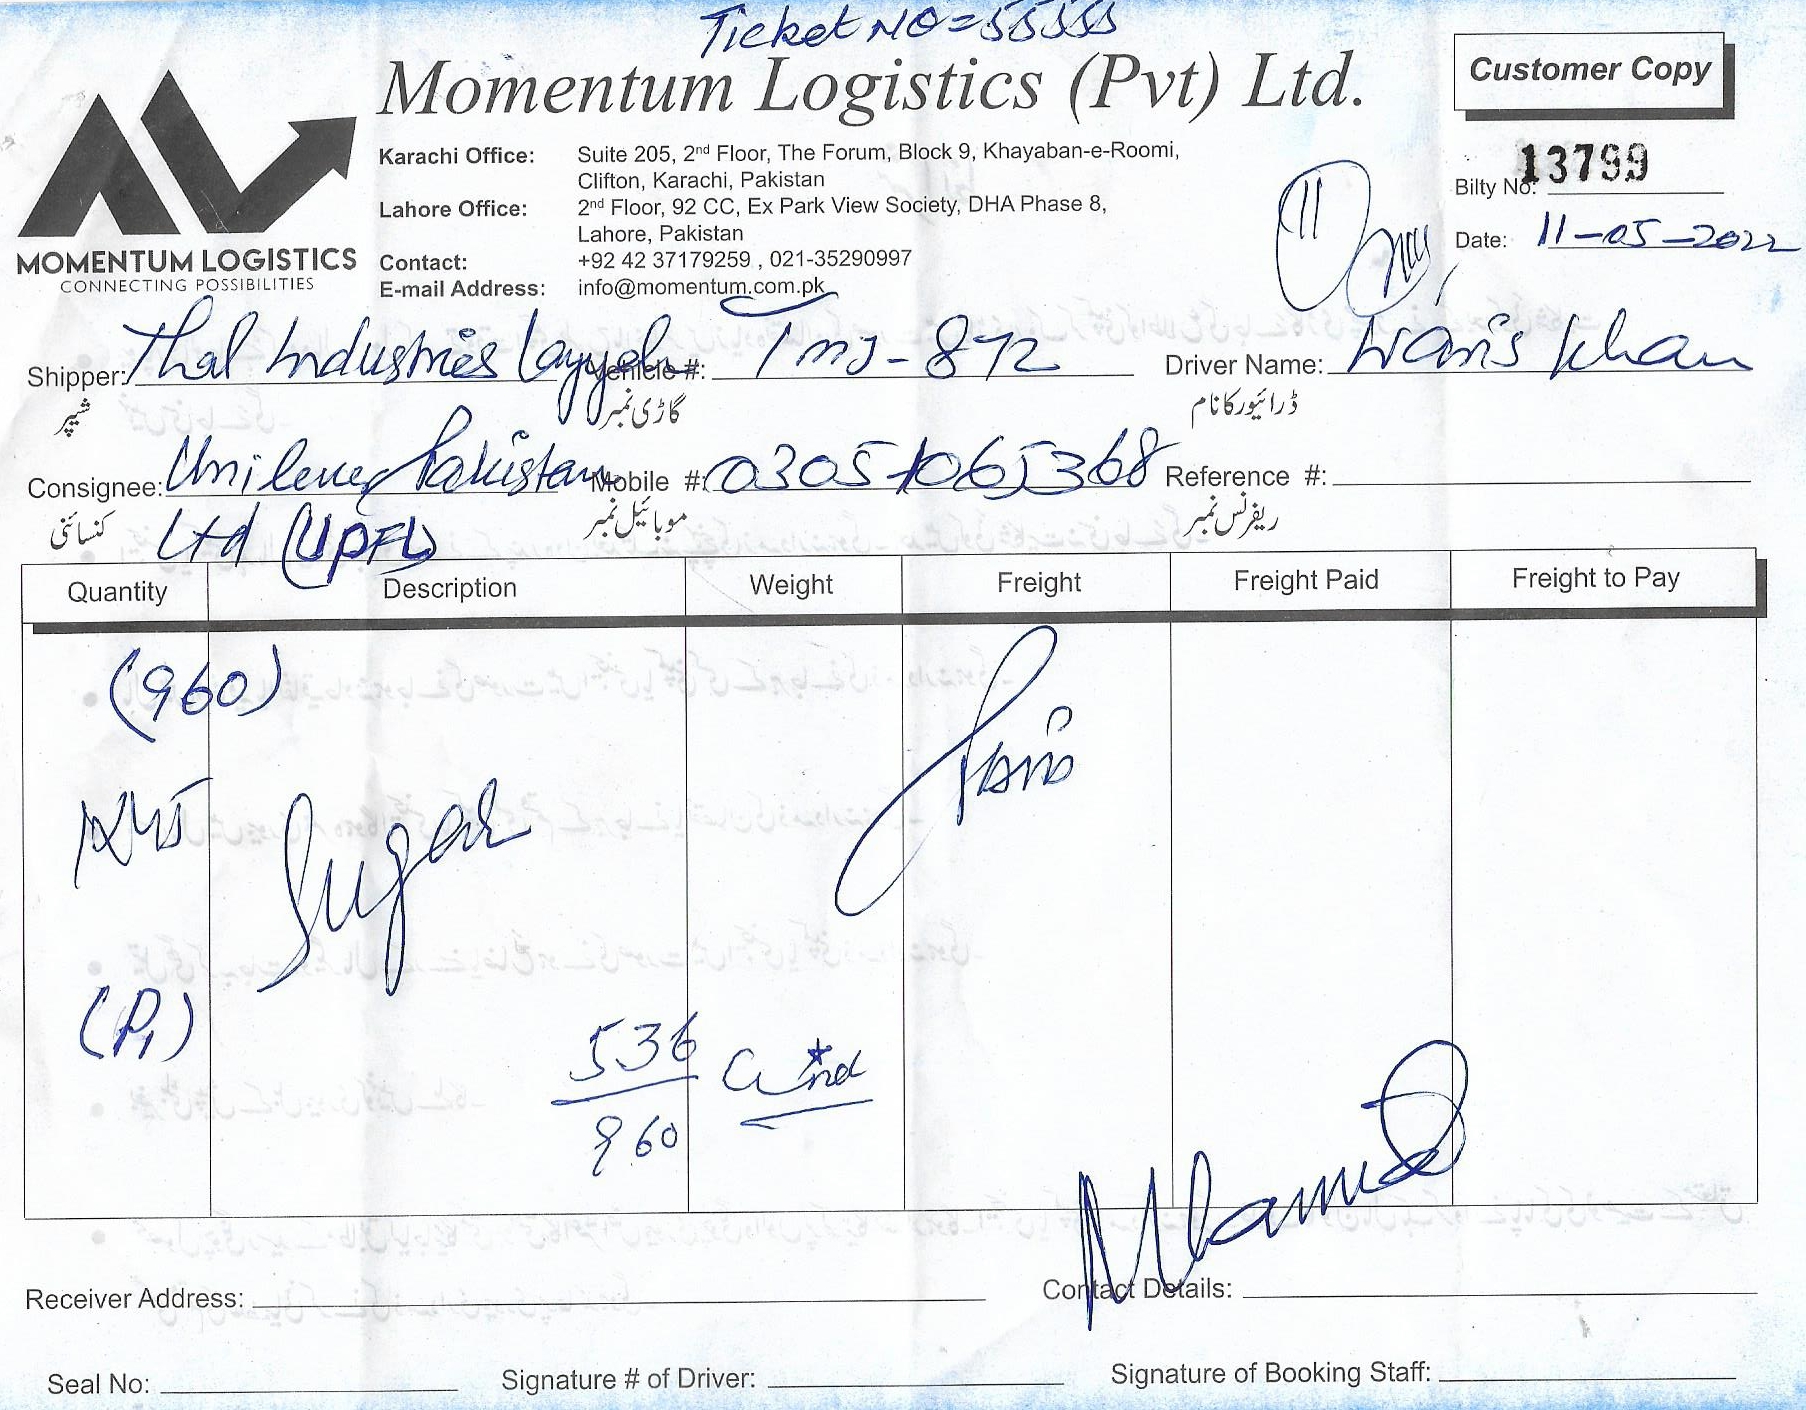 Ticket NO = 55555
Momentum Logistics (Pvt) Ltd.
Customer Copy
MOMENTUM LOGISTICS
CONNECTING POSSIBILITIES
Karachi Office: Suite 205, 2nd Floor, The Forum, Block 9, Khayaban-e-Roomi,
Clifton, Karachi, Pakistan
Lahore Office: 2nd Floor, 92 CC, Ex Park View Society, DHA Phase 8,
Lahore, Pakistan
Contact: +92 42 37179259 , 021-35290997
E-mail Address: info@momentum.com.pk
Bilty No: 13799
Date: 11-05-2022
Shipper: Thal Industries Layyah Vehicle #: TMJ-872 Driver Name: Waris Khan
شپپر گاڑی نمبر ڈرائیور کا نام
Consignee: Unilever Pakistan Mobile #: 0305-1065368 Reference #:
Ltd (UPFL)
کنسائنی موبائیل نمبر ریفرنس نمبر
Quantity Description Weight Freight Freight Paid Freight to Pay
(960)
Sugar
(P1)
536
960
Receiver Address: Contact Details:
Seal No: Signature # of Driver: Signature of Booking Staff: